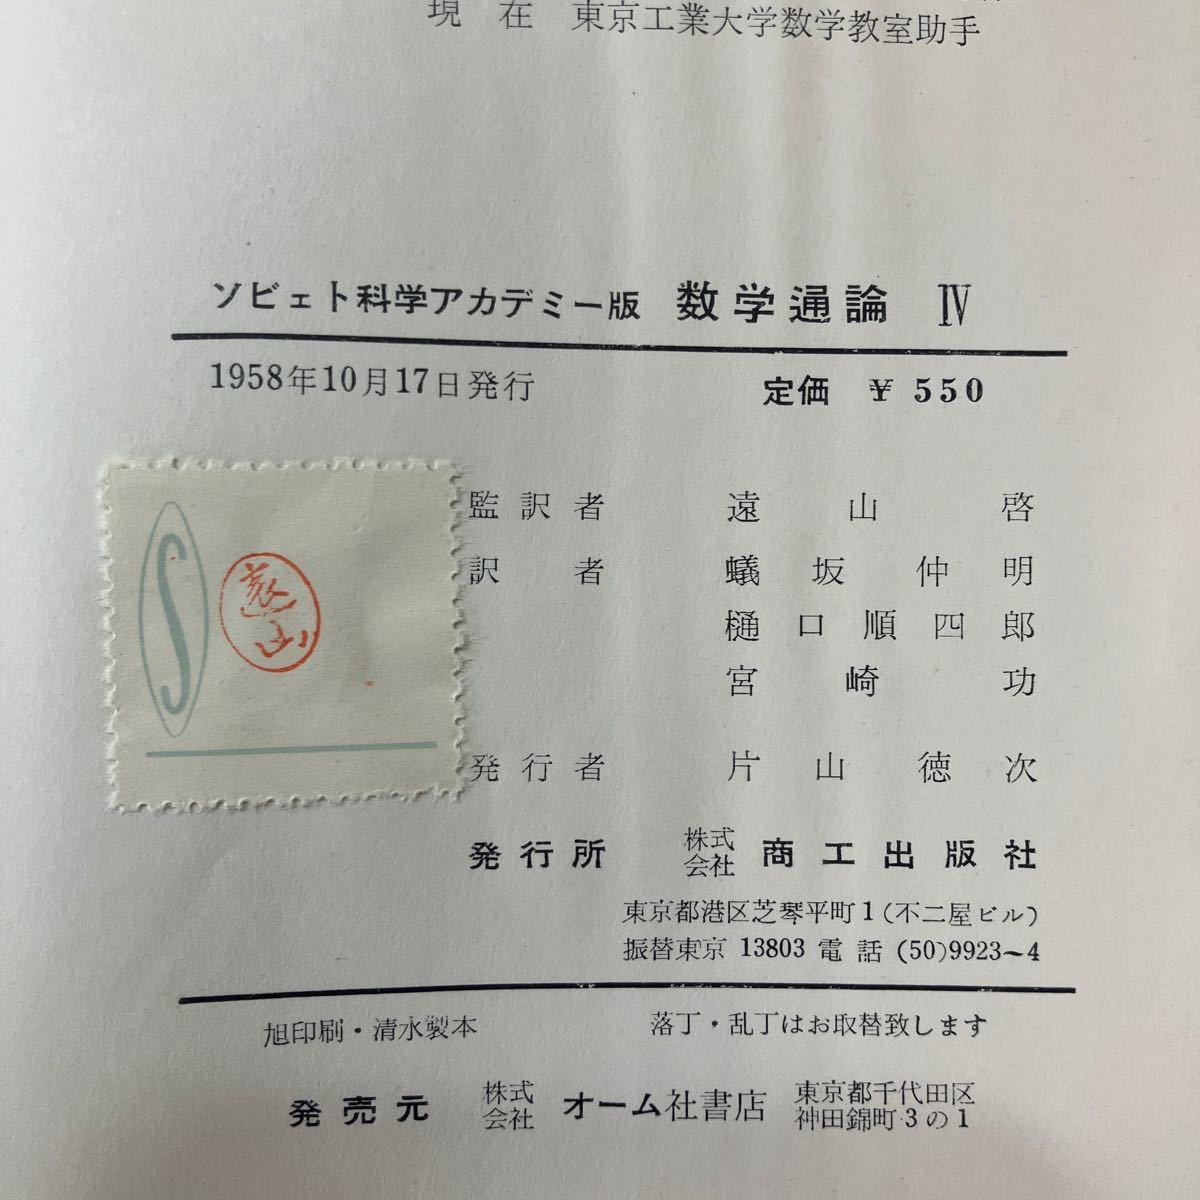 現在 東京工業大学数学教室助手
ソビェト科学アカデミー版 数学通論 Ⅳ
1958年10月17日発行 定価 ¥550
監訳者 遠山啓
訳者 蟻坂仲明
樋口順四郎
宮崎功
S
遠山
発行者 片山徳次
発行所 株式会社 商工出版社
東京都港区芝琴平町1(不二屋ビル)
振替東京 13803 電話 (50)9923~4
旭印刷・清水製本 落丁・乱丁はお取替致します
発売元 株式会社 オーム社書店 東京都千代田区
神田錦町・3の1